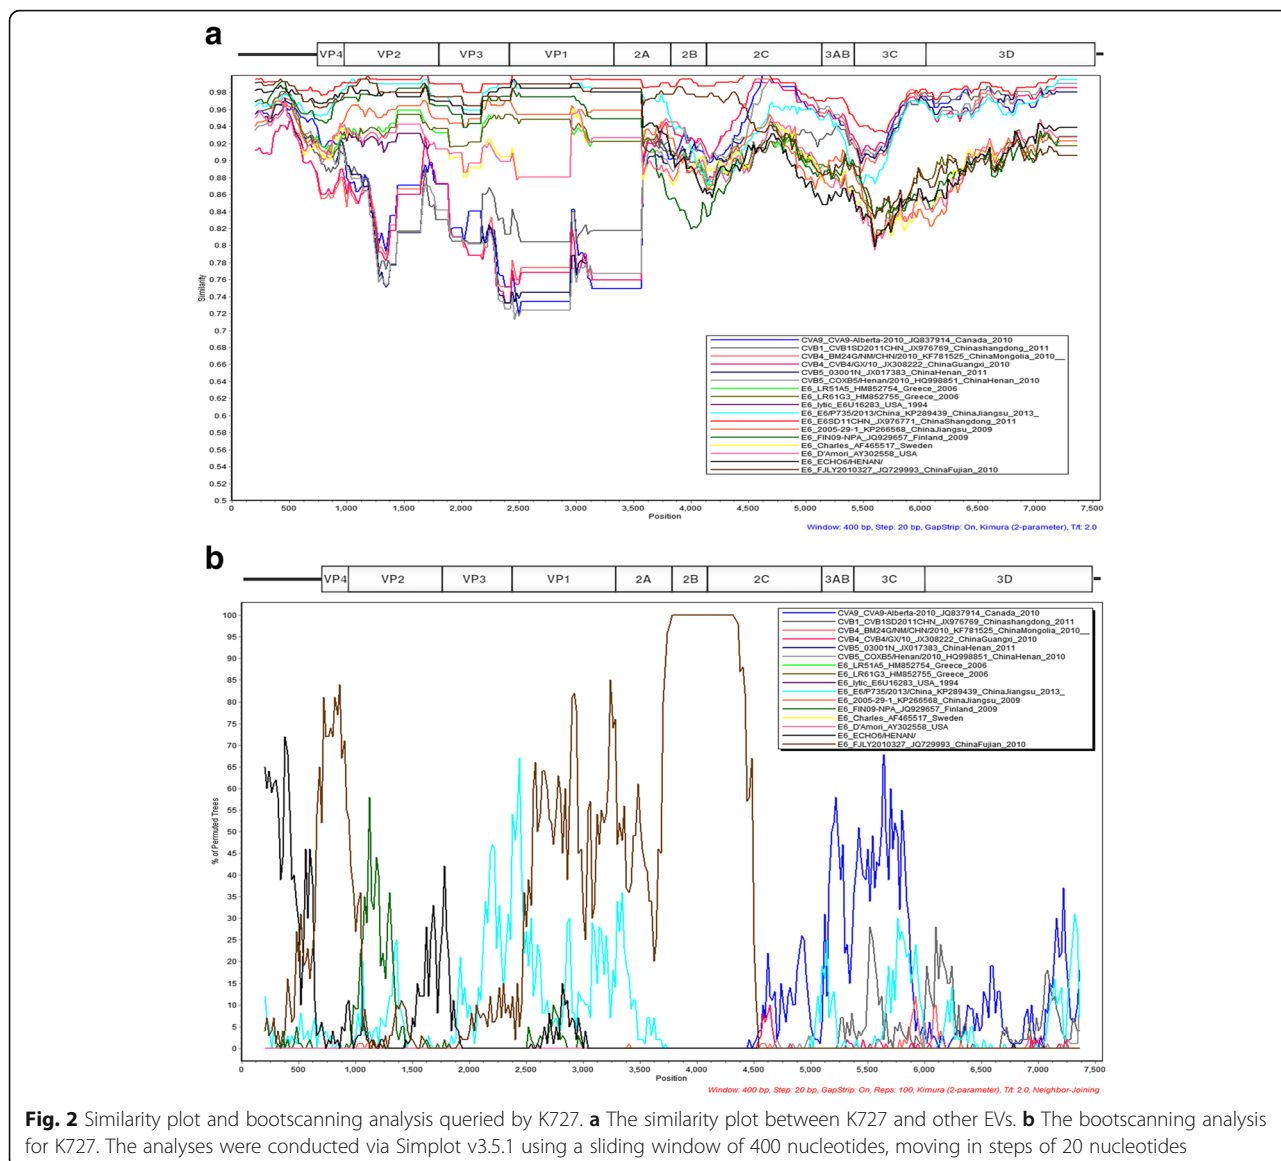 a
VP4 VP2 VP3 VP1 2A 2B 2C 3AB 3C 3D
0.98
0.96
0.94
0.92
0.9
0.88
0.86
0.84
0.82
0.8
0.78
0.76
0.74
0.72
0.7
0.68
0.66
0.64
0.62
0.6
0.58
0.56
0.54
0.52
0.5
Similarity
CVA9_CVA9-Alberta-2010_JQ837914_Canada_2010
CVB1_CVB1SD2011CHN_JX976769_Chinashangdong_2011
CVB4_BM24G/NM/CHN/2010_KF781525_ChinaMongolia_2010__
CVB4_CVB4/GX/10_JX308222_ChinaGuangxi_2010
CVB5_03001N_JX017383_ChinaHenan_2011
CVB5_COXB5/Henan/2010_HQ998851_ChinaHenan_2010
E6_LR51A5_HM852754_Greece_2006
E6_LR61G3_HM852755_Greece_2006
E6_lytic_E6U16283_USA_1994
E6_E6/P735/2013/China_KP289439_ChinaJiangsu_2013_
E6_E6SD11CHN_JX976771_ChinaShangdong_2011
E6_2005-29-1_KP266568_ChinaJiangsu_2009
E6_FIN09-NPA_JQ929657_Finland_2009
E6_Charles_AF465517_Sweden
E6_D'Amori_AY302558_USA
E6_ECHO6/HENAN/
E6_FJLY2010327_JQ729993_ChinaFujian_2010
0 500 1,000 1,500 2,000 2,500 3,000 3,500 4,000 4,500 5,000 5,500 6,000 6,500 7,000 7,500
Position
Window: 400 bp, Step: 20 bp, GapStrip: On, Kimura (2-parameter), T/t: 2.0
b
VP4 VP2 VP3 VP1 2A 2B 2C 3AB 3C 3D
100
95
90
85
80
75
70
65
60
55
50
45
40
35
30
25
20
15
10
5
0
% of Permuted Trees
CVA9_CVA9-Alberta-2010_JQ837914_Canada_2010
CVB1_CVB1SD2011CHN_JX976769_Chinashangdong_2011
CVB4_BM24G/NM/CHN/2010_KF781525_ChinaMongolia_2010__
CVB4_CVB4/GX/10_JX308222_ChinaGuangxi_2010
CVB5_03001N_JX017383_ChinaHenan_2011
CVB5_COXB5/Henan/2010_HQ998851_ChinaHenan_2010
E6_LR51A5_HM852754_Greece_2006
E6_LR61G3_HM852755_Greece_2006
E6_lytic_E6U16283_USA_1994
E6_E6/P735/2013/China_KP289439_ChinaJiangsu_2013_
E6_2005-29-1_KP266568_ChinaJiangsu_2009
E6_FIN09-NPA_JQ929657_Finland_2009
E6_Charles_AF465517_Sweden
E6_D'Amori_AY302558_USA
E6_ECHO6/HENAN/
E6_FJLY2010327_JQ729993_ChinaFujian_2010
0 500 1,000 1,500 2,000 2,500 3,000 3,500 4,000 4,500 5,000 5,500 6,000 6,500 7,000 7,500
Position
Window: 400 bp, Step: 20 bp, GapStrip: On, Reps: 100, Kimura (2-parameter), T/t: 2.0, Neighbor-Joining
Fig. 2 Similarity plot and bootscanning analysis queried by K727. a The similarity plot between K727 and other EVs. b The bootscanning analysis
for K727. The analyses were conducted via Simplot v3.5.1 using a sliding window of 400 nucleotides, moving in steps of 20 nucleotides